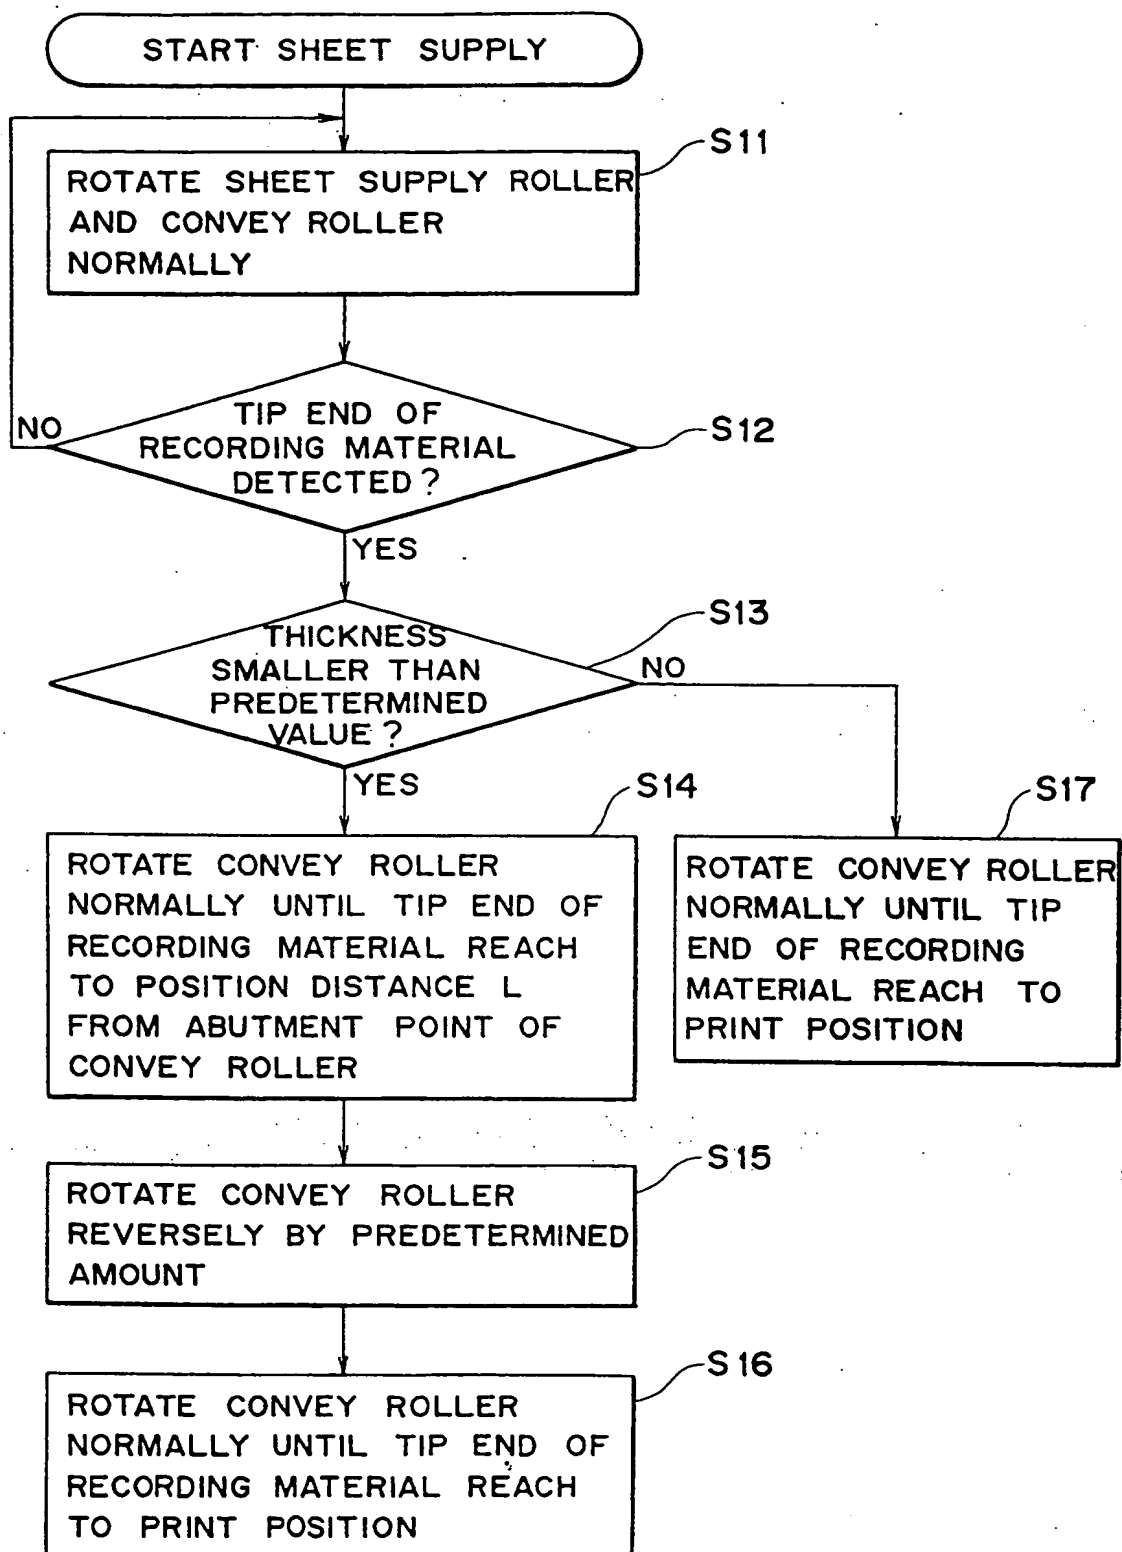 START SHEET SUPPLY
S11
ROTATE SHEET SUPPLY ROLLER
AND CONVEY ROLLER
NORMALLY
NO
TIP END OF
RECORDING MATERIAL
DETECTED?
S12
YES
S13
THICKNESS
SMALLER THAN
PREDETERMINED
VALUE?
NO
YES
S14
ROTATE CONVEY ROLLER
NORMALLY UNTIL TIP END OF
RECORDING MATERIAL REACH
TO POSITION DISTANCE L
FROM ABUTMENT POINT OF
CONVEY ROLLER
S17
ROTATE CONVEY ROLLER
NORMALLY UNTIL TIP
END OF RECORDING
MATERIAL REACH TO
PRINT POSITION
S15
ROTATE CONVEY ROLLER
REVERSELY BY PREDETERMINED
AMOUNT
S16
ROTATE CONVEY ROLLER
NORMALLY UNTIL TIP END OF
RECORDING MATERIAL REACH
TO PRINT POSITION